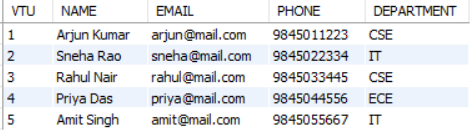 VTU NAME EMAIL PHONE DEPARTMENT
1 Arjun Kumar arjun@mail.com 9845011223 CSE
2 Sneha Rao sneha@mail.com 9845022334 IT
3 Rahul Nair rahul@mail.com 9845033445 CSE
4 Priya Das priya@mail.com 9845044556 ECE
5 Amit Singh amit@mail.com 9845055667 IT